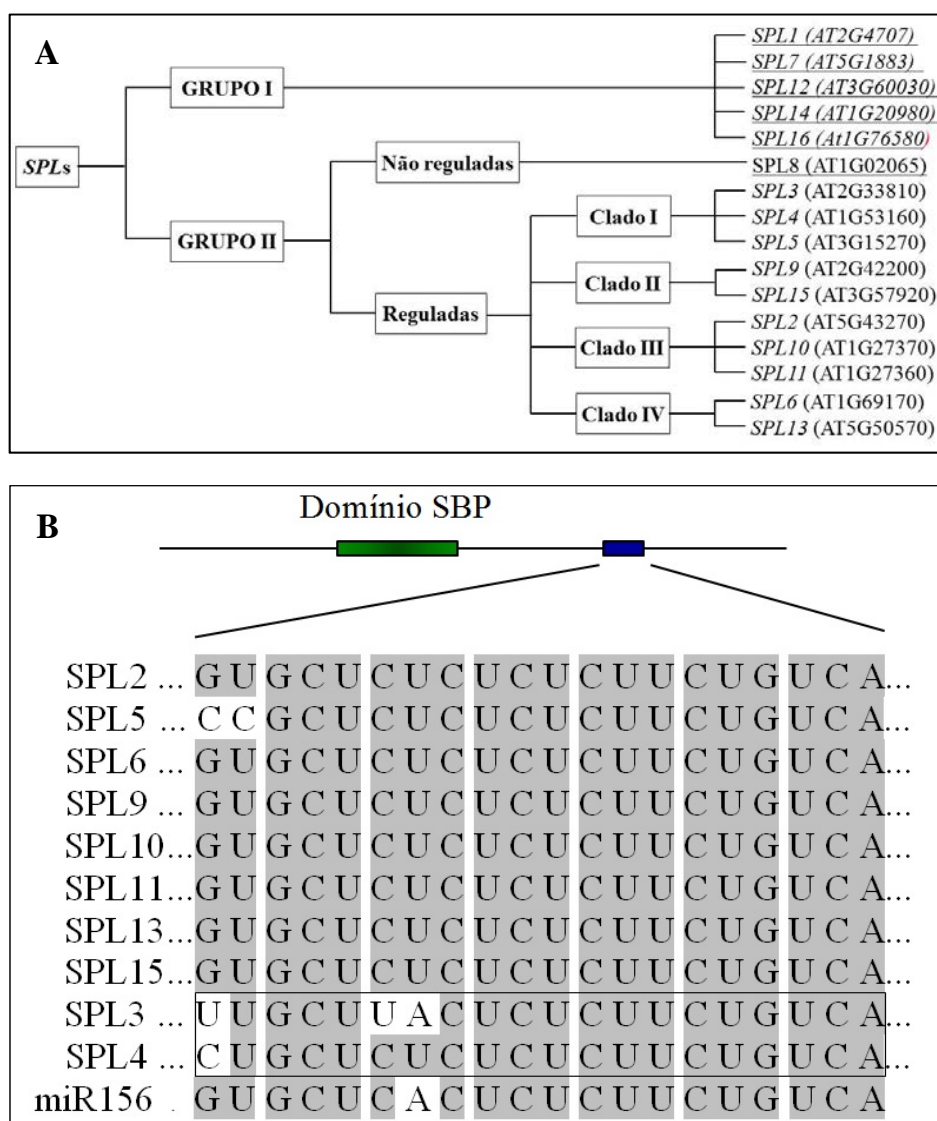 A
SPLs
GRUPO I
GRUPO II
Não reguladas
Reguladas
Clado I
Clado II
Clado III
Clado IV
SPL1 (AT2G4707)
SPL7 (AT5G1883)
SPL12 (AT3G60030)
SPL14 (AT1G20980)
SPL16 (At1G76580)
SPL8 (AT1G02065)
SPL3 (AT2G33810)
SPL4 (AT1G53160)
SPL5 (AT3G15270)
SPL9 (AT2G42200)
SPL15 (AT3G57920)
SPL2 (AT5G43270)
SPL10 (AT1G27370)
SPL11 (AT1G27360)
SPL6 (AT1G69170)
SPL13 (AT5G50570)
B
Domínio SBP
SPL2 ... G U G C U C U C U C U C U U C U G U C A...
SPL5 ... C C G C U C U C U C U C U U C U G U C A...
SPL6 ... G U G C U C U C U C U C U U C U G U C A...
SPL9 ... G U G C U C U C U C U C U U C U G U C A...
SPL10...G U G C U C U C U C U C U U C U G U C A...
SPL11...G U G C U C U C U C U C U U C U G U C A...
SPL13...G U G C U C U C U C U C U U C U G U C A...
SPL15...G U G C U C U C U C U C U U C U G U C A...
SPL3 ... U U G C U U A C U C U C U U C U G U C A...
SPL4 ... C U G C U C U C U C U C U U C U G U C A...
miR156 . G U G C U C A C U C U C U U C U G U C A